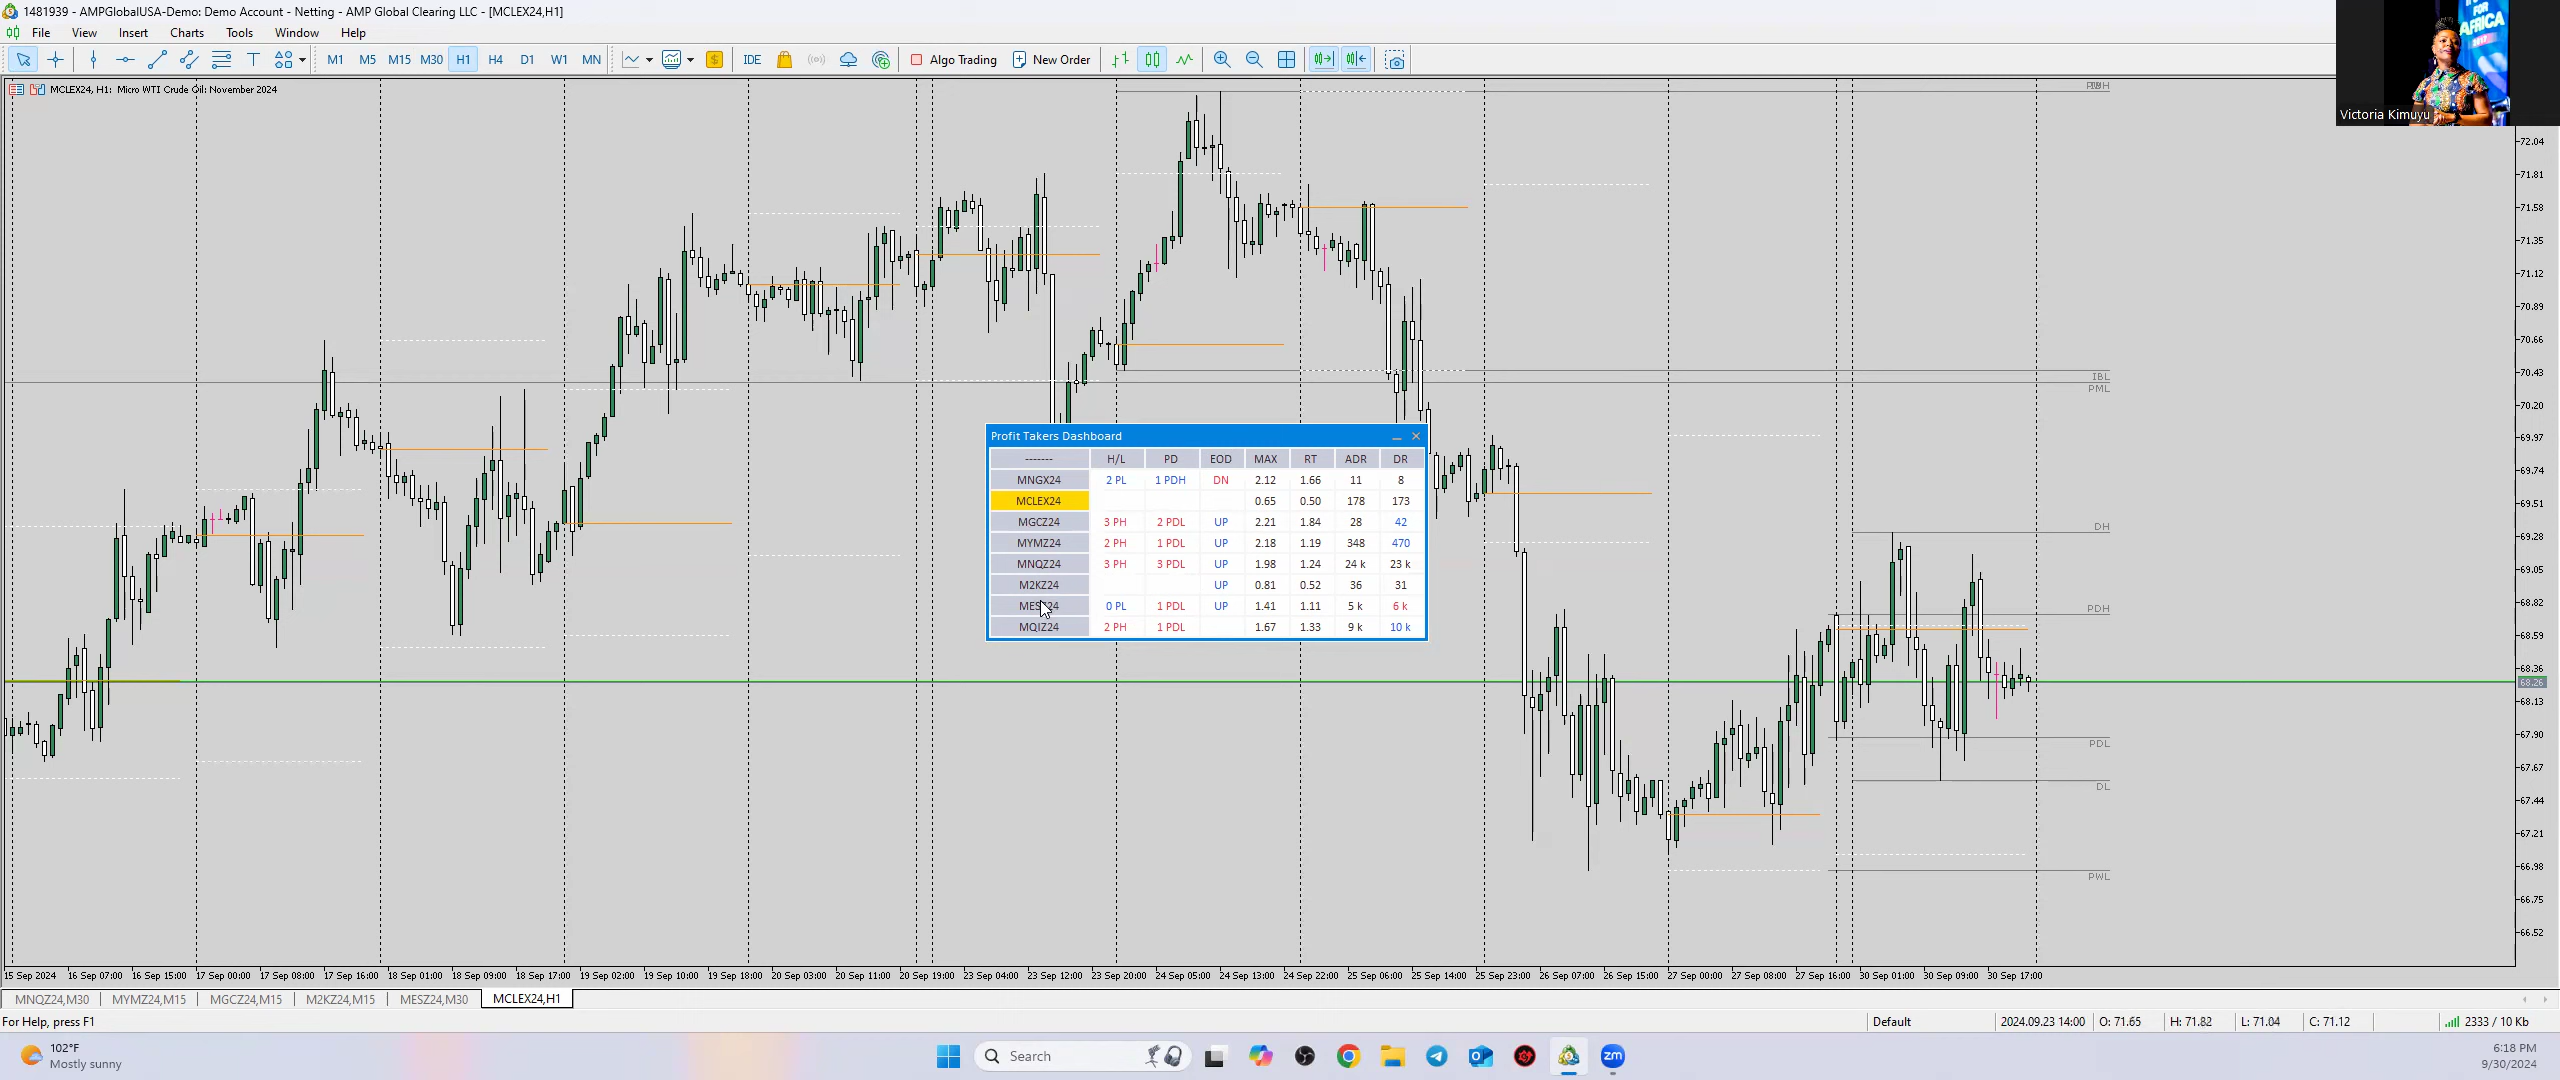 1481939 - AMPGlobalUSA-Demo: Demo Account - Netting - AMP Global Clearing LLC - [MCLEX24,H1]
File View Insert Charts Tools Window Help
M1 M5 M15 M30 H1 H4 D1 W1 MN IDE Algo Trading New Order
FOR
AFRICA
Victoria Kimuyu
MCLEX24, H1: Micro WTI Crude Oil: November 2024
72.04
71.81
71.58
71.35
71.12
70.89
70.66
70.43
70.20
69.97
69.74
69.51
69.28
69.05
68.82
68.59
68.36
68.26
68.13
67.90
67.67
67.44
67.21
66.98
66.75
66.52
IBL
PML
DH
PDH
PDL
DL
PWL
Profit Takers Dashboard
------- H/L PD EOD MAX RT ADR DR
MNGX24 2 PL 1 PDH DN 2.12 1.66 11 8
MCLEX24 0.65 0.50 178 173
MGCZ24 3 PH 2 PDL UP 2.21 1.84 28 42
MYMZ24 2 PH 1 PDL UP 2.18 1.19 348 470
MNQZ24 3 PH 3 PDL UP 1.98 1.24 24 k 23 k
M2KZ24 UP 0.81 0.52 36 31
MESZ24 0 PL 1 PDL UP 1.41 1.11 5 k 6 k
MQIZ24 2 PH 1 PDL 1.67 1.33 9 k 10 k
15 Sep 2024 16 Sep 07:00 16 Sep 15:00 17 Sep 00:00 17 Sep 08:00 17 Sep 16:00 18 Sep 01:00 18 Sep 09:00 18 Sep 17:00 19 Sep 02:00 19 Sep 10:00 19 Sep 18:00 20 Sep 03:00 20 Sep 11:00 20 Sep 19:00 23 Sep 04:00 23 Sep 12:00 23 Sep 20:00 24 Sep 05:00 24 Sep 13:00 24 Sep 22:00 25 Sep 06:00 25 Sep 14:00 25 Sep 23:00 26 Sep 07:00 26 Sep 15:00 27 Sep 00:00 27 Sep 08:00 27 Sep 16:00 30 Sep 01:00 30 Sep 09:00 30 Sep 17:00
MNQZ24,M30 MYMZ24,M15 MGCZ24,M15 M2KZ24,M15 MESZ24,M30 MCLEX24,H1
For Help, press F1 Default 2024.09.23 14:00 O: 71.65 H: 71.82 L: 71.04 C: 71.12 2333 / 10 Kb
102°F
Mostly sunny
Search
zm
6:18 PM
9/30/2024